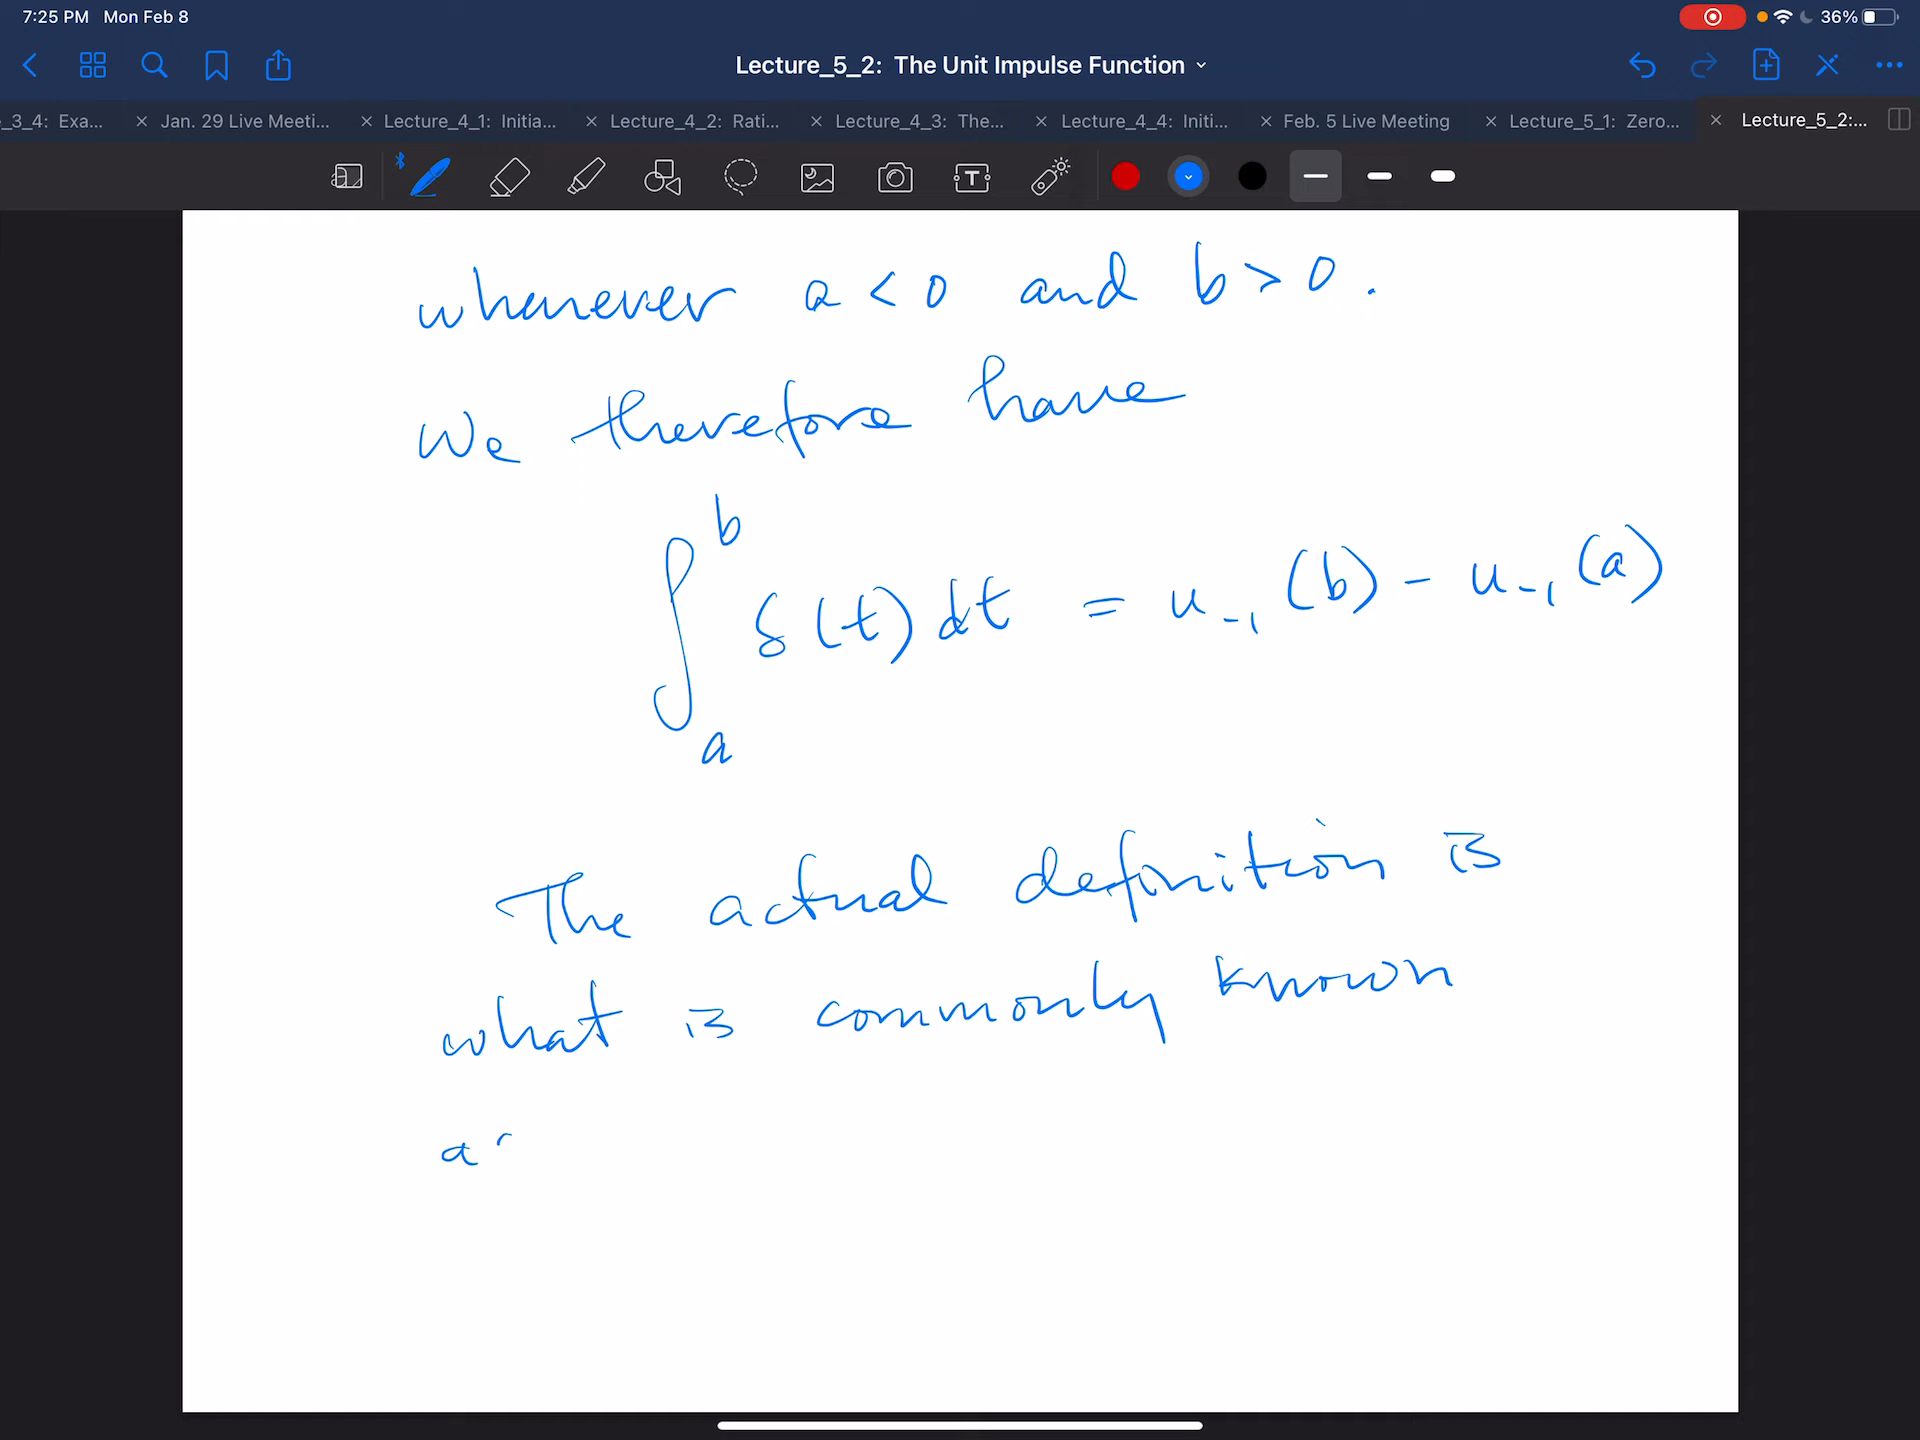 7:25 PM Mon Feb 8
36%
Lecture_5_2: The Unit Impulse Function
_3_4: Exa... × Jan. 29 Live Meeti... × Lecture_4_1: Initia... × Lecture_4_2: Rati... × Lecture_4_3: The... × Lecture_4_4: Initi... × Feb. 5 Live Meeting × Lecture_5_1: Zero... × Lecture_5_2:...
T
whenever a < 0 and b > 0.
We therefore have
∫_a^b δ(t) dt = u_{-1}(b) - u_{-1}(a)
The actual definition is
what is commonly known
a